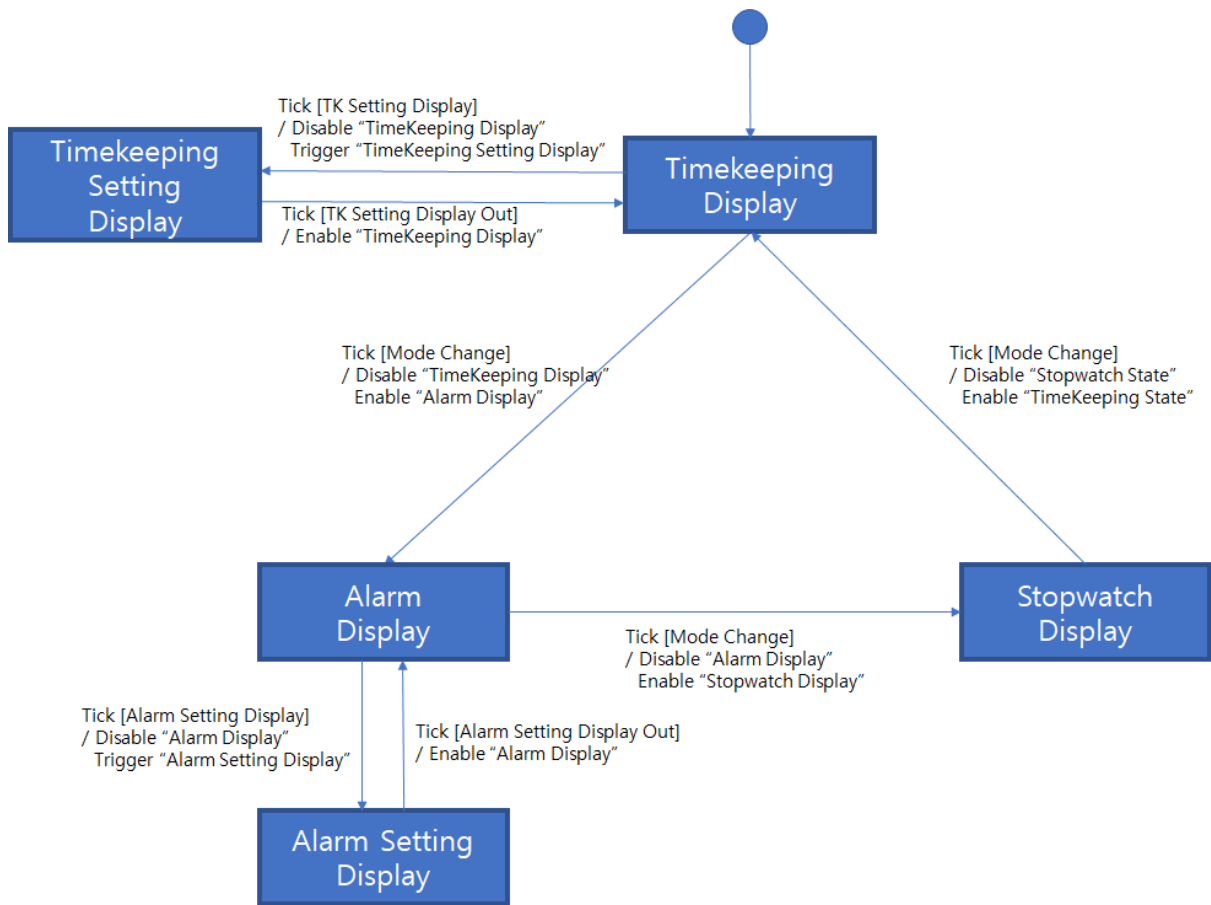 Tick [TK Setting Display]
/ Disable “TimeKeeping Display”
Trigger “TimeKeeping Setting Display”
Timekeeping
Setting
Display
Timekeeping
Display
Tick [TK Setting Display Out]
/ Enable “TimeKeeping Display”
Tick [Mode Change]
/ Disable “TimeKeeping Display”
Enable “Alarm Display”
Tick [Mode Change]
/ Disable “Stopwatch State”
Enable “TimeKeeping State”
Alarm
Display
Stopwatch
Display
Tick [Mode Change]
/ Disable “Alarm Display”
Enable “Stopwatch Display”
Tick [Alarm Setting Display]
/ Disable “Alarm Display”
Trigger “Alarm Setting Display”
Tick [Alarm Setting Display Out]
/ Enable “Alarm Display”
Alarm Setting
Display